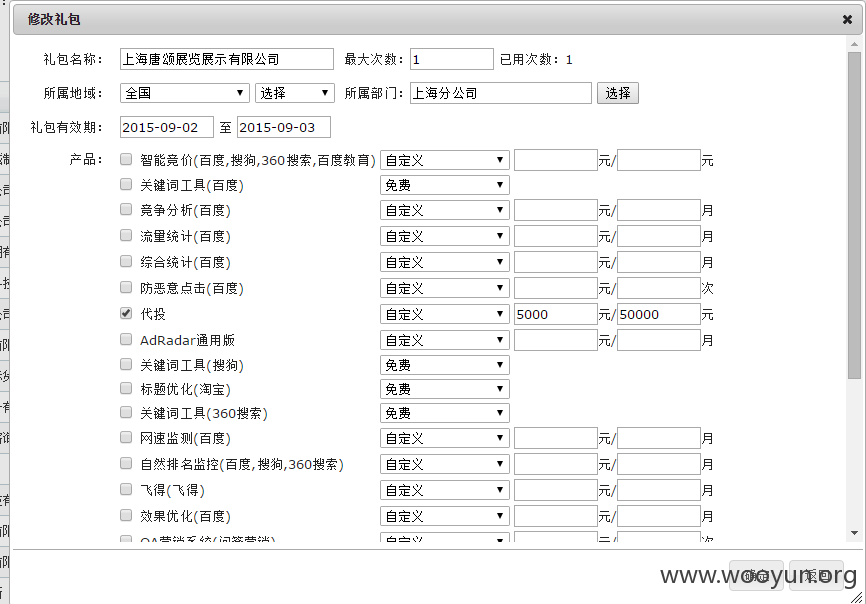 修改礼包
礼包名称： 上海唐颂展览展示有限公司 最大次数： 1 已用次数： 1
所属地域： 全国 选择 所属部门： 上海分公司 选择
礼包有效期： 2015-09-02 至 2015-09-03
产品： 智能竞价(百度,搜狗,360搜索,百度教育) 自定义 元/ 元
关键词工具(百度) 免费
竞争分析(百度) 自定义 元/ 月
流量统计(百度) 自定义 元/ 月
综合统计(百度) 自定义 元/ 月
防恶意点击(百度) 自定义 元/ 次
代投 自定义 5000 元/ 50000 元
AdRadar通用版 自定义 元/ 月
关键词工具(搜狗) 免费
标题优化(淘宝) 免费
关键词工具(360搜索) 免费
网速监测(百度) 自定义 元/ 月
自然排名监控(百度,搜狗,360搜索) 自定义 元/ 月
飞得(飞得) 自定义 元/ 月
效果优化(百度) 自定义 元/ 月
QA营销系统(问答营销) 自定义 元/ 次
确定 返回
www.wooyun.org